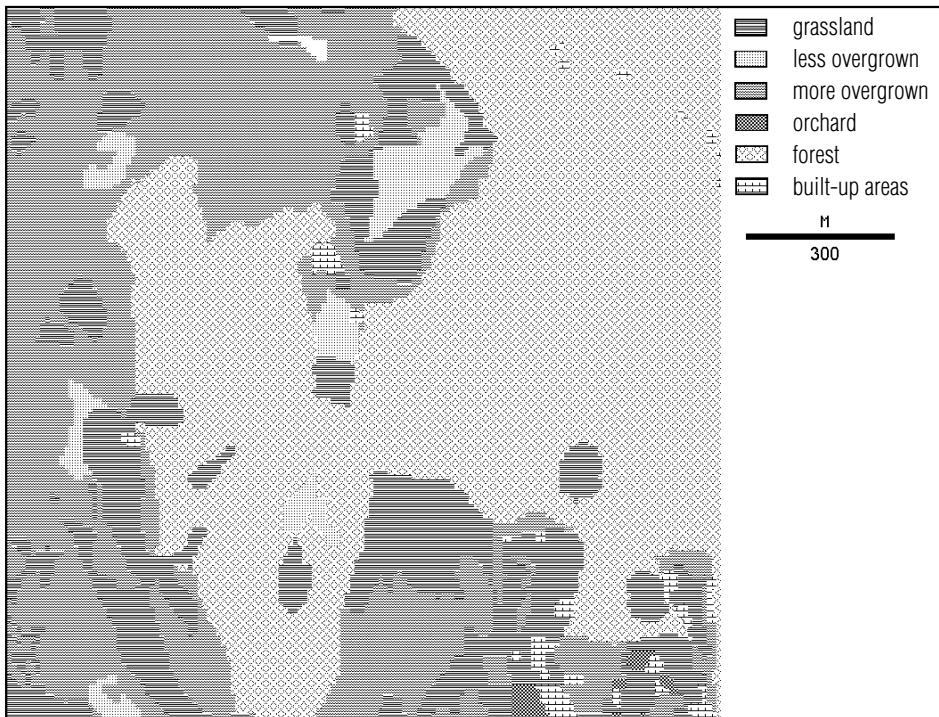 grassland
less overgrown
more overgrown
orchard
forest
built-up areas
M
300